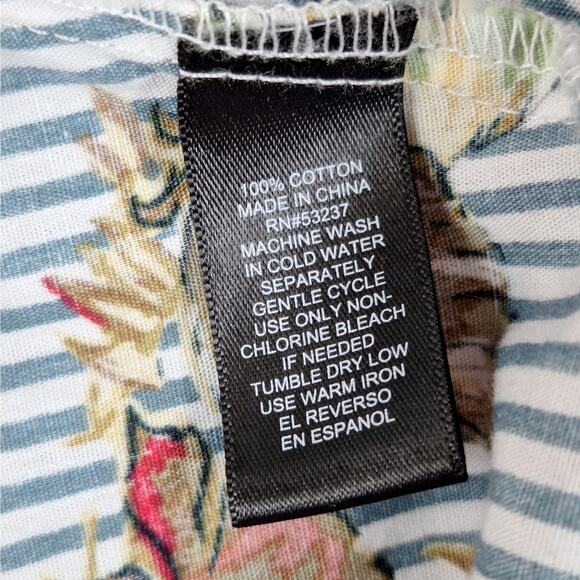 100% COTTON
MADE IN CHINA
RN#53237
MACHINE WASH
IN COLD WATER
SEPARATELY
GENTLE CYCLE
USE ONLY NON-
CHLORINE BLEACH
IF NEEDED
TUMBLE DRY LOW
USE WARM IRON
EL REVERSO
EN ESPANOL